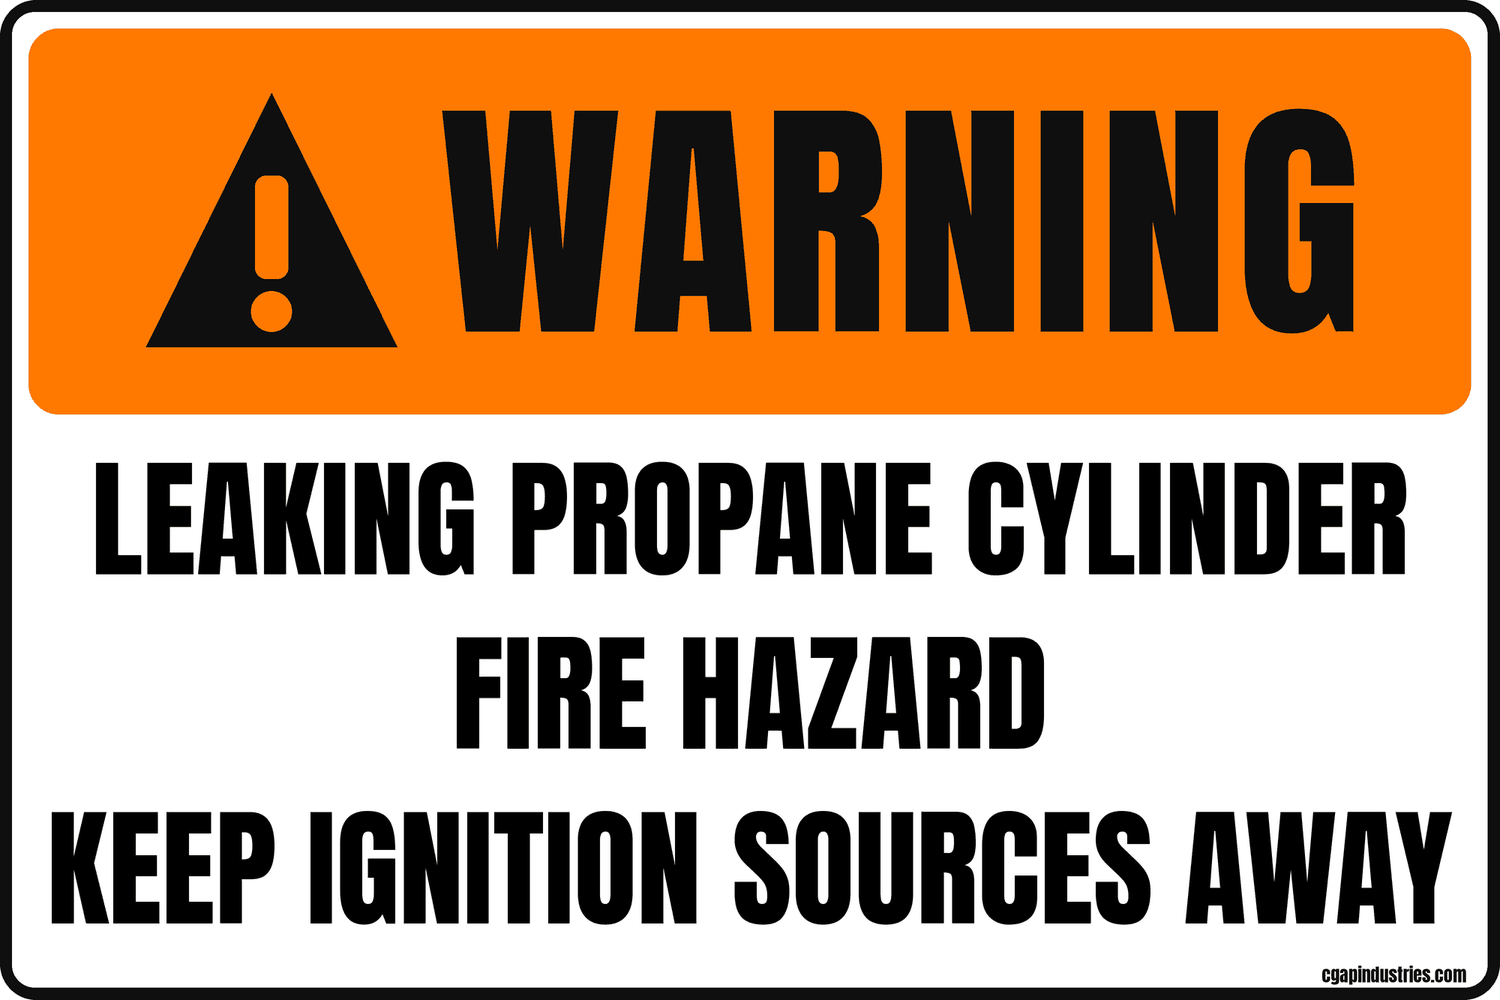 WARNING
LEAKING PROPANE CYLINDER
FIRE HAZARD
KEEP IGNITION SOURCES AWAY
cgapindustries.com